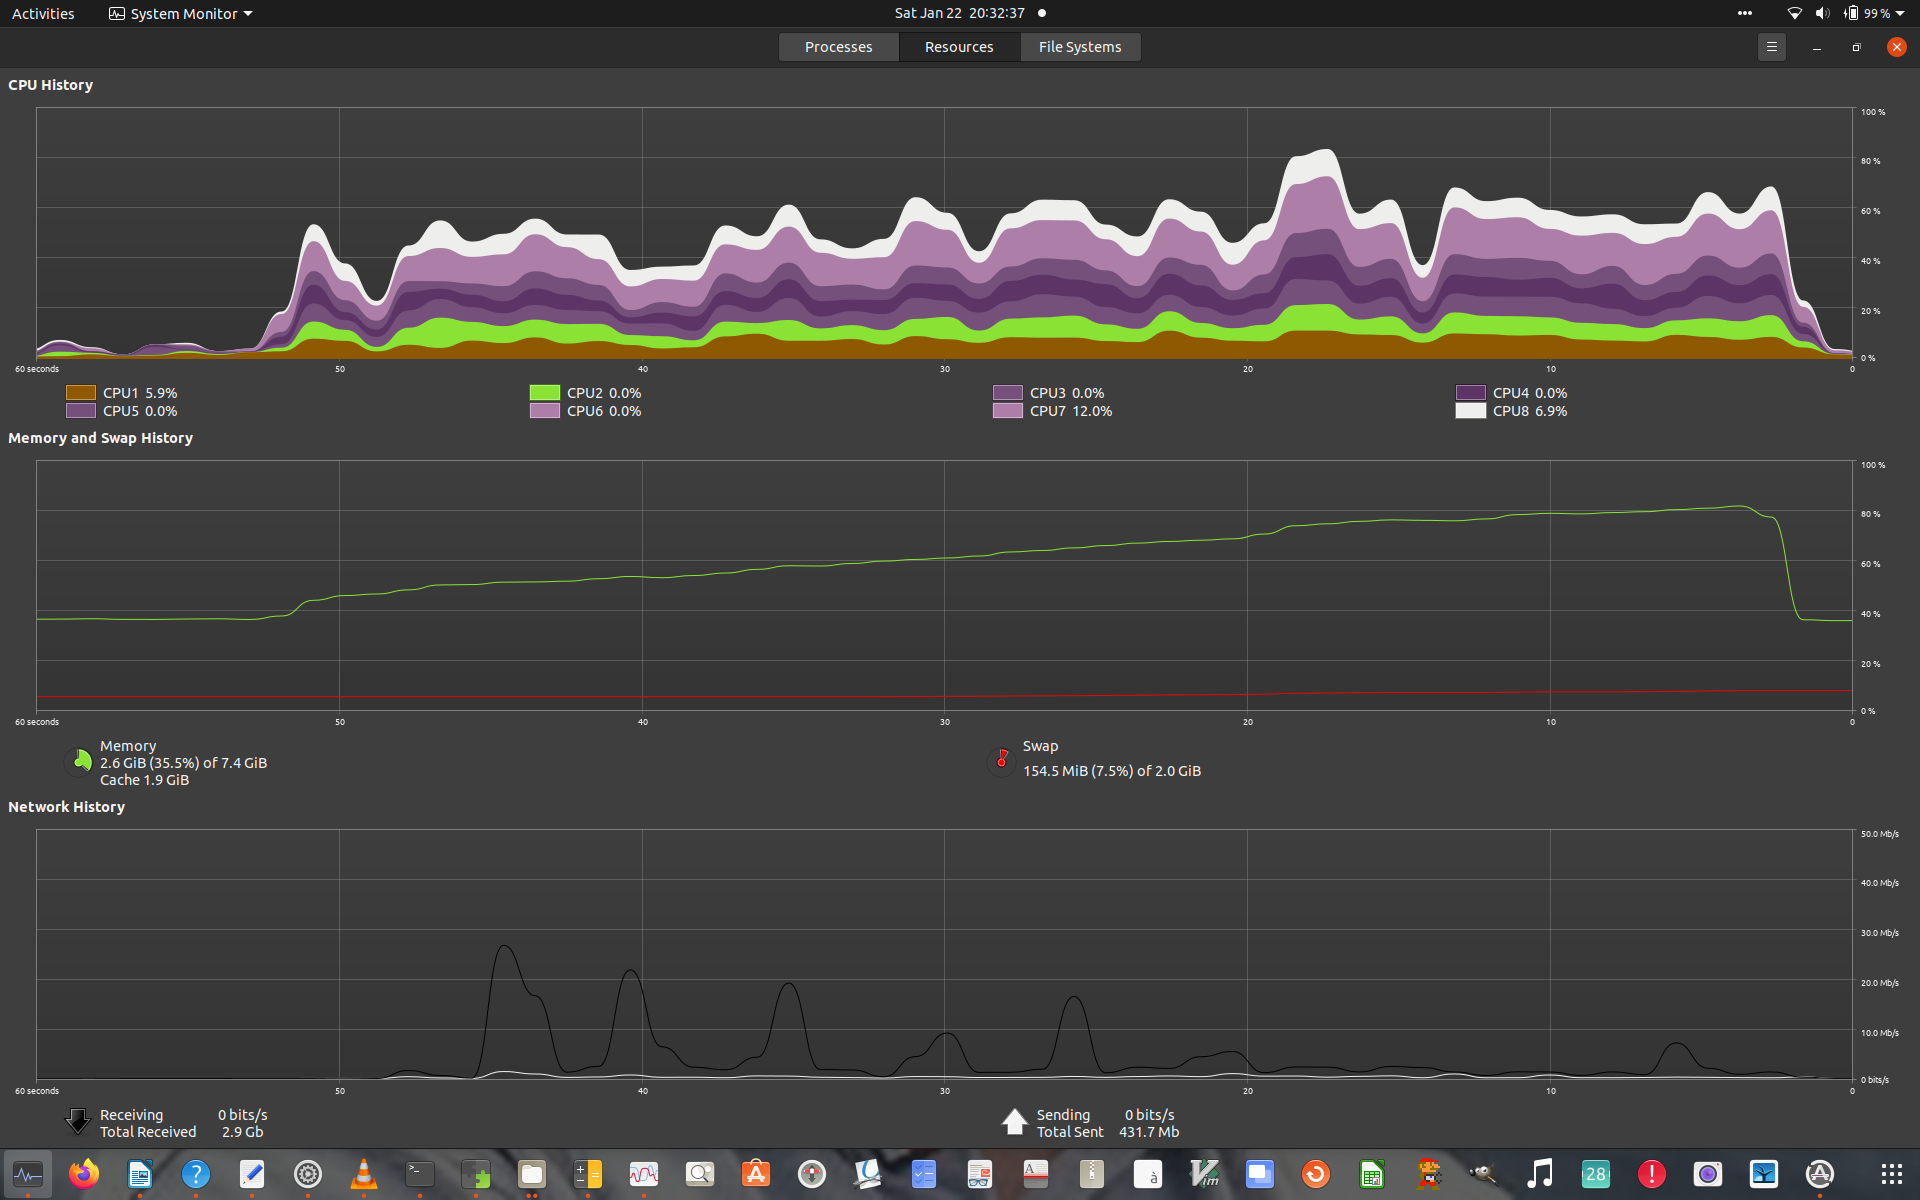 Activities System Monitor Sat Jan 22 20:32:37 99 %
Processes Resources File Systems
CPU History
100 %
80 %
60 %
40 %
20 %
0 %
60 seconds 50 40 30 20 10 0
CPU1 5.9% CPU2 0.0% CPU3 0.0% CPU4 0.0%
CPU5 0.0% CPU6 0.0% CPU7 12.0% CPU8 6.9%
Memory and Swap History
100 %
80 %
60 %
40 %
20 %
0 %
60 seconds 50 40 30 20 10 0
Memory Swap
2.6 GiB (35.5%) of 7.4 GiB 154.5 MiB (7.5%) of 2.0 GiB
Cache 1.9 GiB
Network History
50.0 Mb/s
40.0 Mb/s
30.0 Mb/s
20.0 Mb/s
10.0 Mb/s
0 bits/s
60 seconds 50 40 30 20 10 0
Receiving 0 bits/s Sending 0 bits/s
Total Received 2.9 Gb Total Sent 431.7 Mb
? >_ A à Vim 28 !